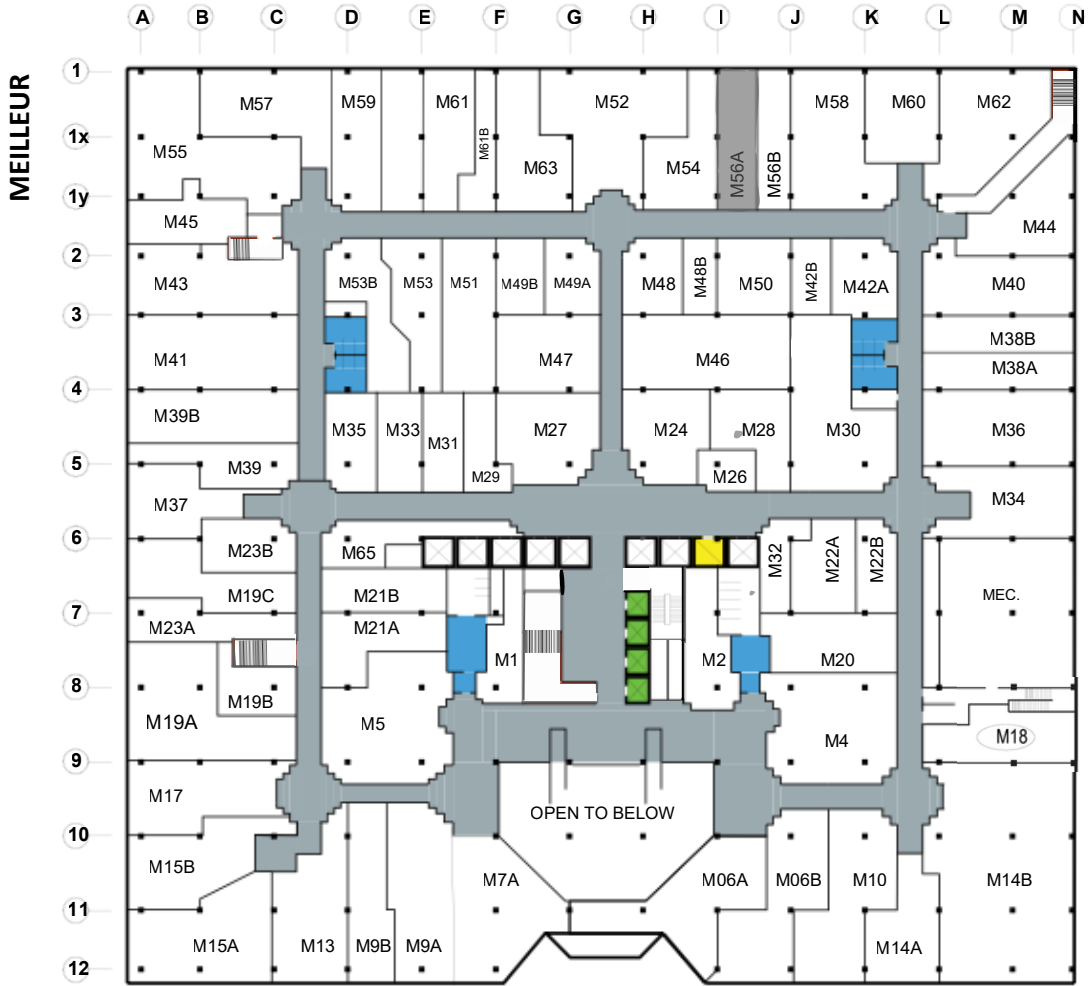 A B C D E F G H I J K L M N
MEILLEUR
1
M57 M59 M61 M52 M58 M60 M62
1x
M55 M61B M63 M54 M56A M56B
1y
M45 M44
2
M43 M53B M53 M51 M49B M49A M48 M48B M50 M42B M42A M40
3
M38B
M41 M47 M46 M38A
4
M39B M35 M33 M31 M27 M24 M28 M30 M36
5
M39 M29 M26
M37 M34
6
M23B M65 M32 M22A M22B
M19C M21B MEC.
7
M23A M21A
M1 M2 M20
8
M19B
M19A M5 M4 M18
9
M17
OPEN TO BELOW
10
M15B M7A M06A M06B M10 M14B
11
M15A M13 M9B M9A M14A
12